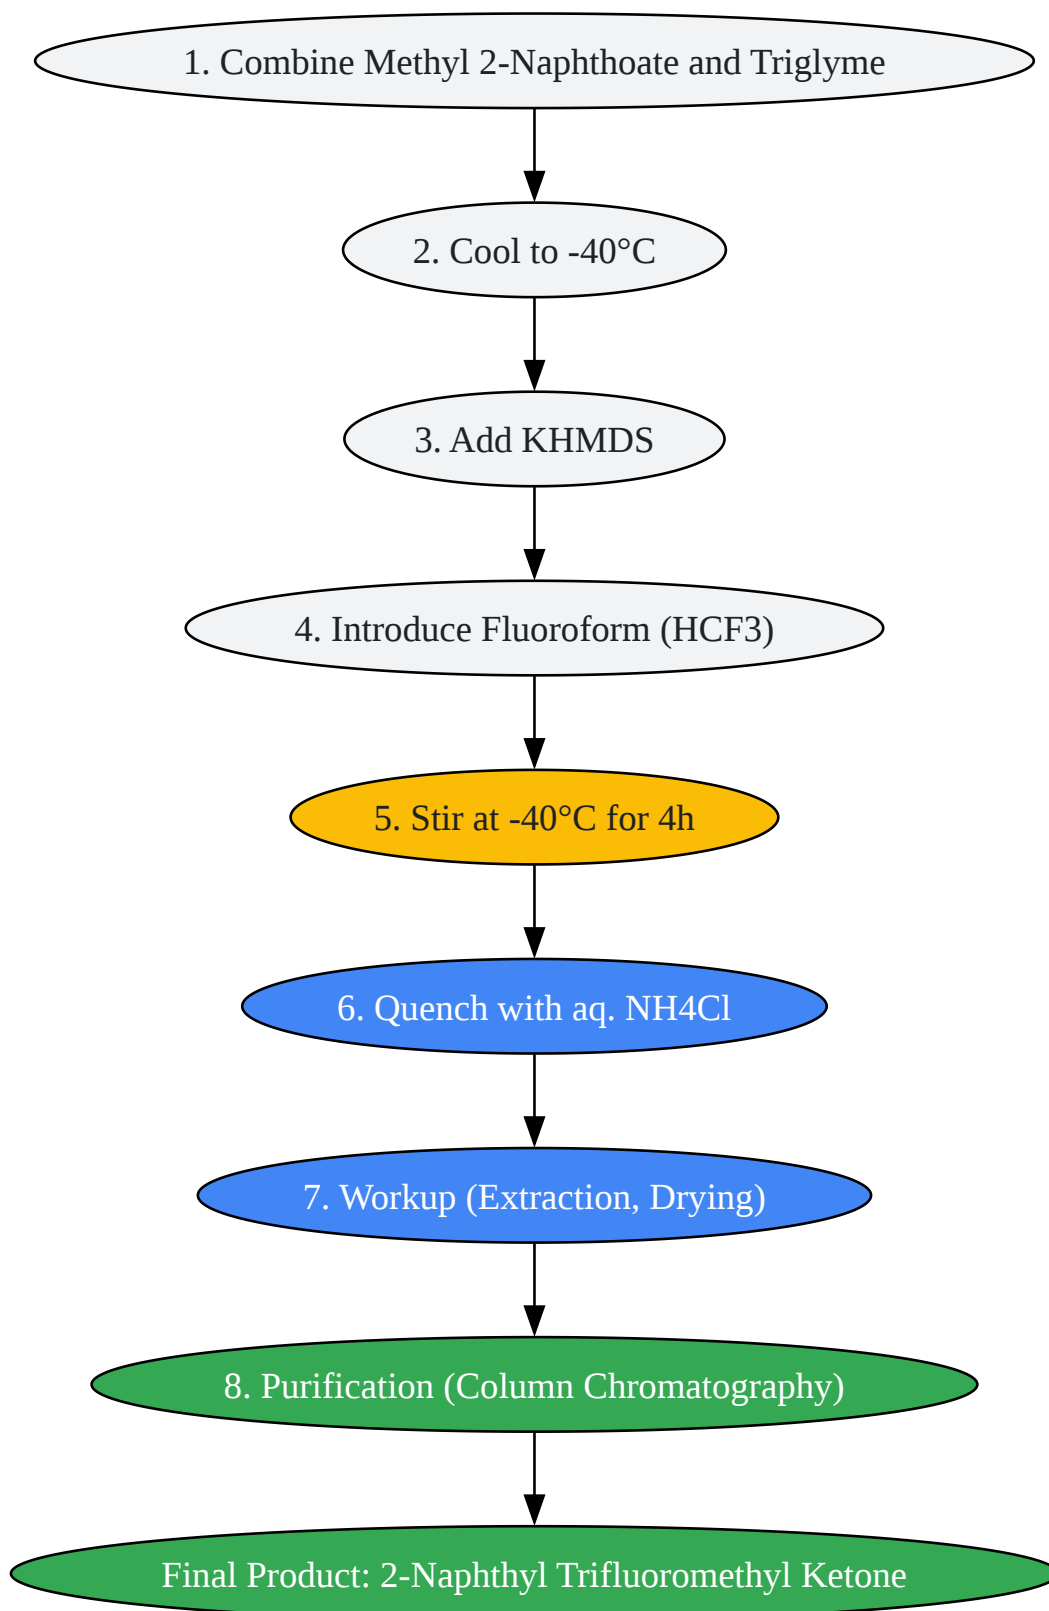 1. Combine Methyl 2-Naphthoate and Triglyme
2. Cool to -40°C
3. Add KHMDS
4. Introduce Fluoroform (HCF3)
5. Stir at -40°C for 4h
6. Quench with aq. NH4Cl
7. Workup (Extraction, Drying)
8. Purification (Column Chromatography)
Final Product: 2-Naphthyl Trifluoromethyl Ketone